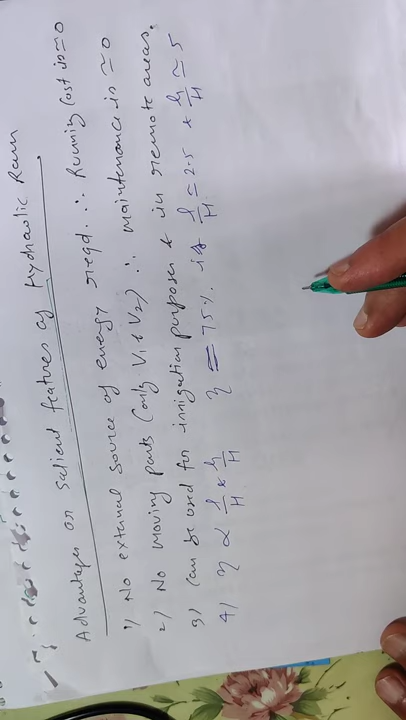 Advantages or salient features of Hydraulic Ram
1) No external source of energy reqd. ∴ Running cost is ≃ 0
2) No moving parts (only V1 & V2) ∴ maintenance is ≃ 0
3) Can be used for irrigation purposes & in remote areas.
4) η ∝ l/H & h/H η = 75%. if l/H = 2.5 & h/H ≃ 5